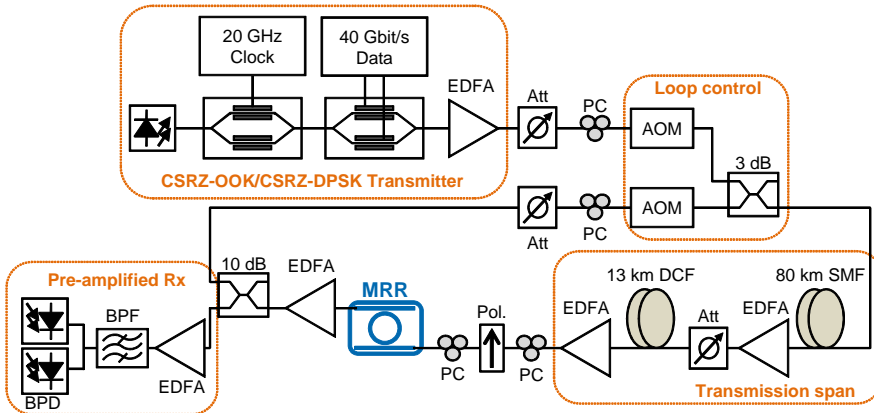 20 GHz
Clock
40 Gbit/s
Data
EDFA
Att
PC
Loop control
AOM
3 dB
CSRZ-OOK/CSRZ-DPSK Transmitter
AOM
Att
PC
Pre-amplified Rx
10 dB
EDFA
MRR
Pol.
13 km DCF
80 km SMF
EDFA
Att
EDFA
BPF
EDFA
BPD
PC
PC
Transmission span